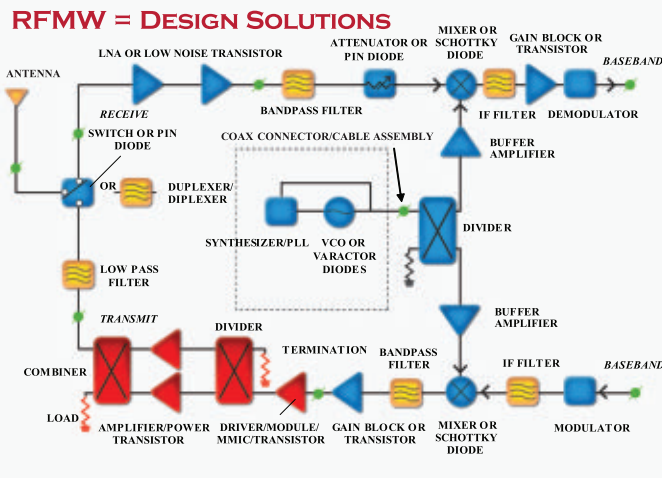 RFMW = DESIGN SOLUTIONS
ANTENNA
LNA OR LOW NOISE TRANSISTOR
ATTENUATOR OR
PIN DIODE
MIXER OR
SCHOTTKY
DIODE
GAIN BLOCK OR
TRANSISTOR
BASEBAND
RECEIVE
BANDPASS FILTER
IF FILTER
DEMODULATOR
SWITCH OR PIN
DIODE
COAX CONNECTOR/CABLE ASSEMBLY
BUFFER
AMPLIFIER
OR
DUPLEXER/
DIPLEXER
SYNTHESIZER/PLL
VCO OR
VARACTOR
DIODES
DIVIDER
LOW PASS
FILTER
TRANSMIT
BUFFER
AMPLIFIER
DIVIDER
COMBINER
TERMINATION
BANDPASS
FILTER
IF FILTER
BASEBAND
LOAD
AMPLIFIER/POWER
TRANSISTOR
DRIVER/MODULE/
MMIC/TRANSISTOR
GAIN BLOCK OR
TRANSISTOR
MIXER OR
SCHOTTKY
DIODE
MODULATOR